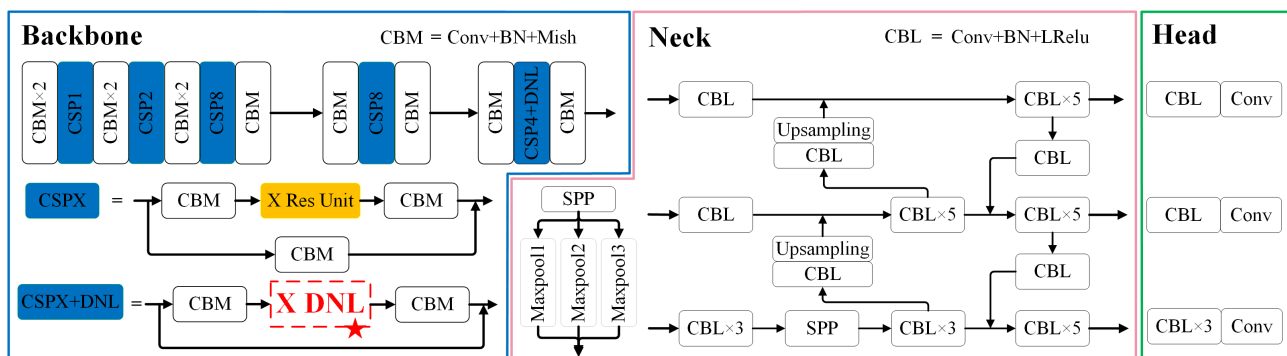 Backbone
CBM = Conv+BN+Mish
CBM×2
CSP1
CBM×2
CSP2
CBM×2
CSP8
CBM
CBM
CSP8
CBM
CBM
CSP4+DNL
CBM
CSPX
=
CBM
X Res Unit
CBM
CBM
CSPX+DNL
=
CBM
X DNL
CBM
Neck
CBL = Conv+BN+LRelu
CBL
CBL×5
Upsampling
CBL
CBL
SPP
Maxpool1
Maxpool2
Maxpool3
CBL
CBL×5
CBL×5
Upsampling
CBL
CBL
CBL×3
SPP
CBL×3
CBL×5
Head
CBL
Conv
CBL
Conv
CBL×3
Conv